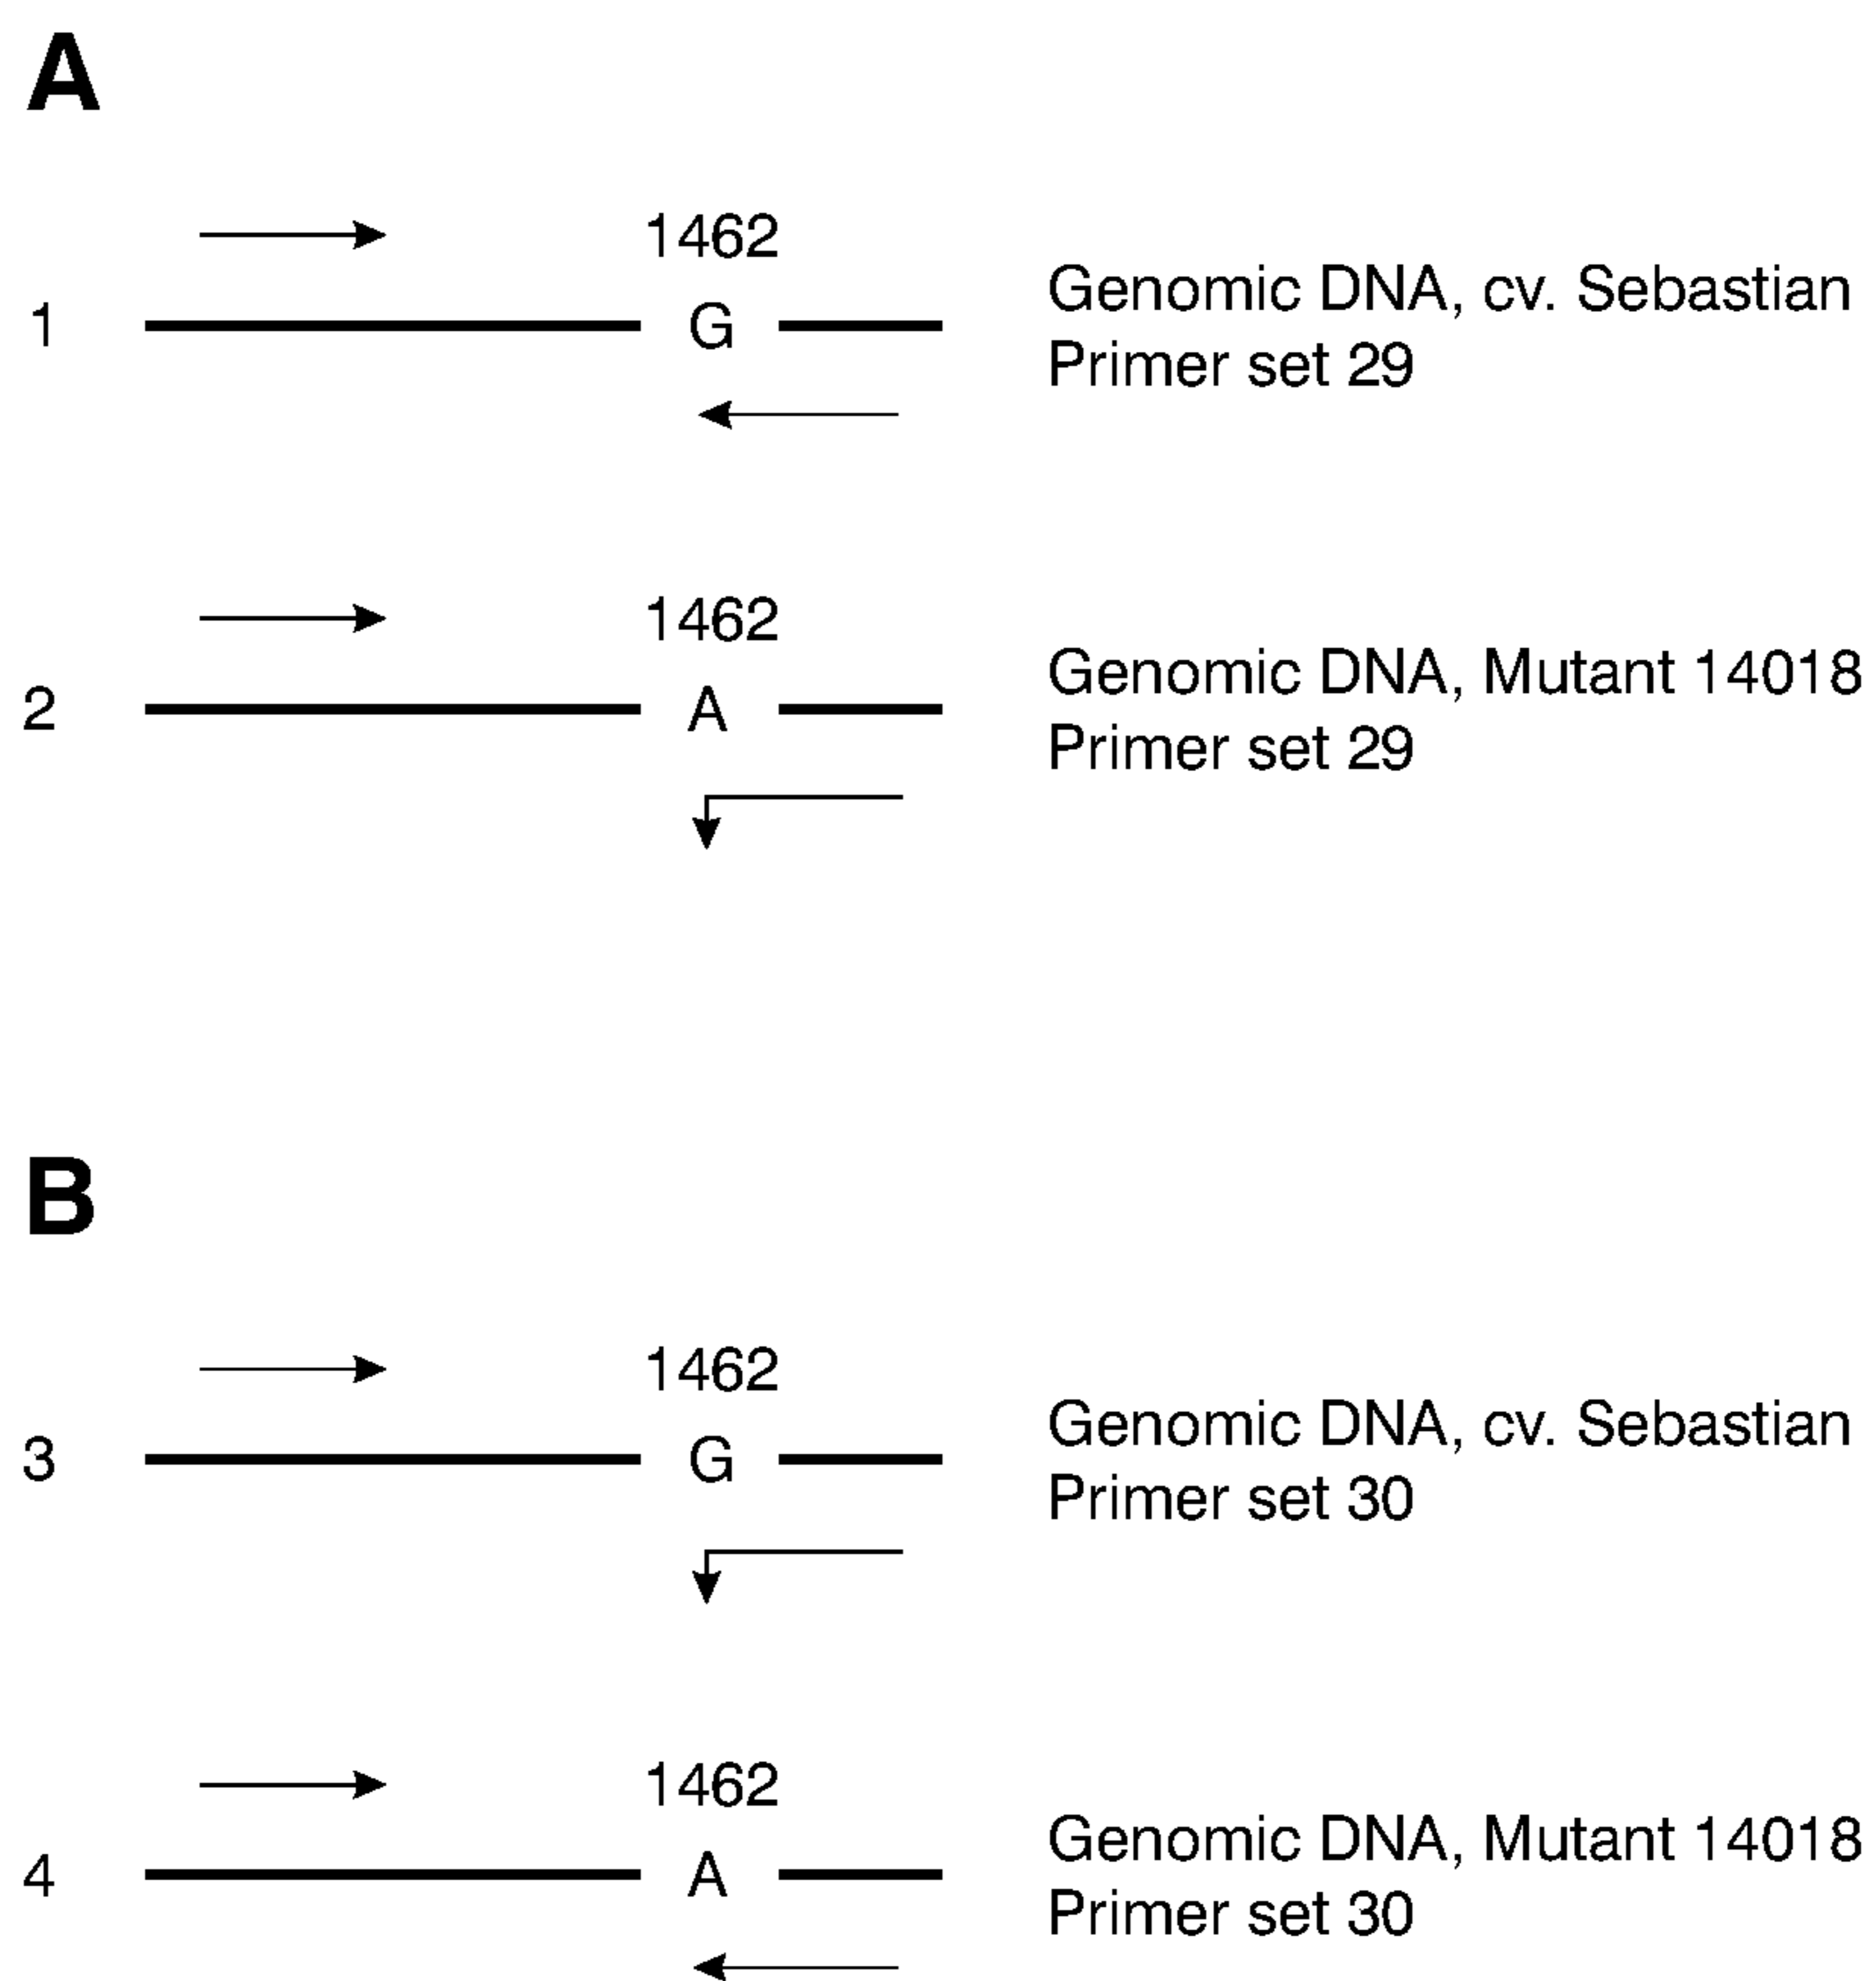 A
1462
1
G
Genomic DNA, cv. Sebastian
Primer set 29
1462
2
A
Genomic DNA, Mutant 14018
Primer set 29
B
1462
3
G
Genomic DNA, cv. Sebastian
Primer set 30
1462
4
A
Genomic DNA, Mutant 14018
Primer set 30